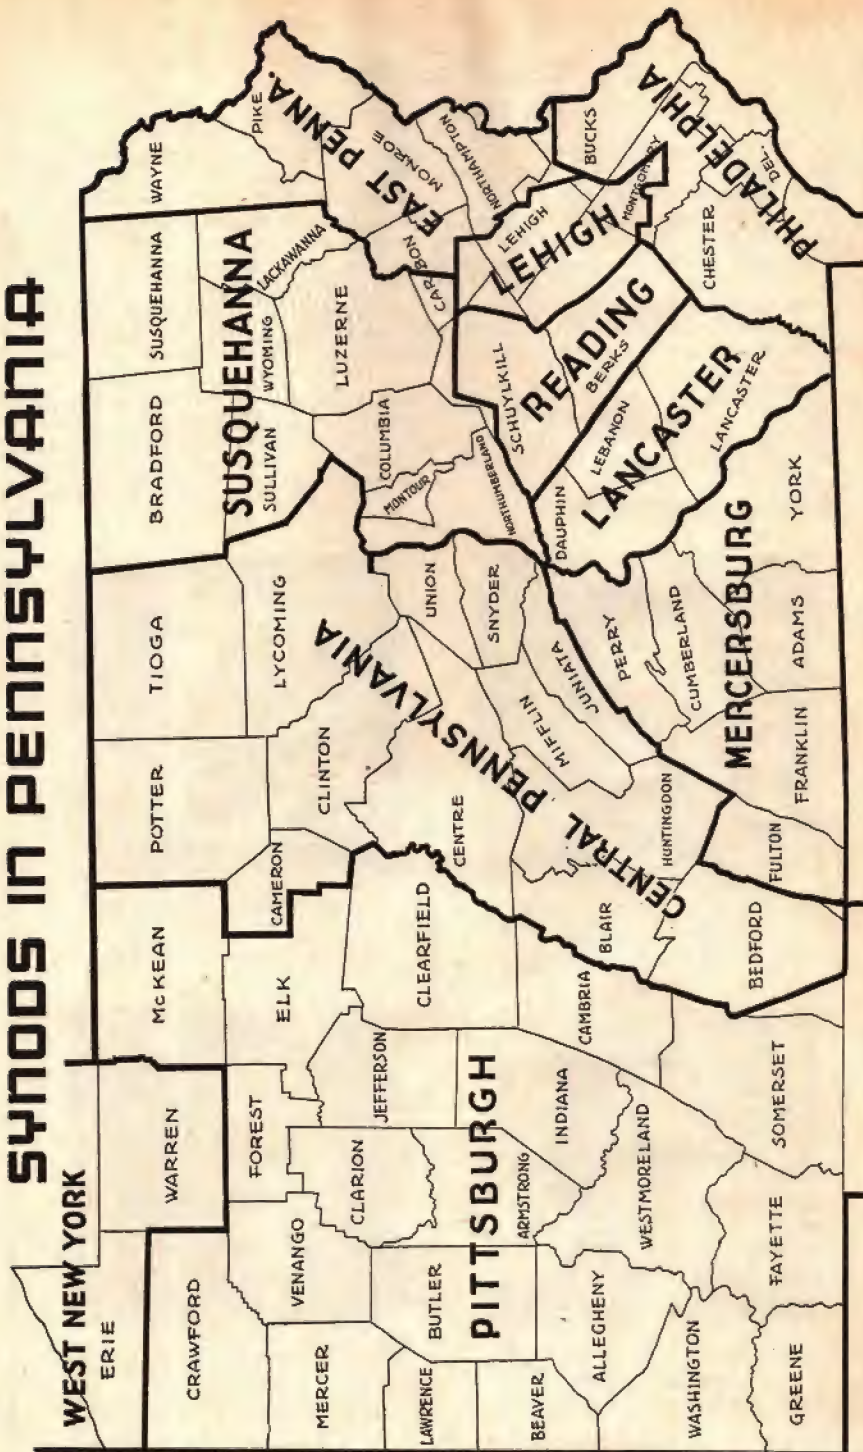 SYNODS IN PENNSYLVANIA
WEST NEW YORK
ERIE
CRAWFORD
WARREN
McKEAN
POTTER
TIOGA
BRADFORD
SUSQUEHANNA
WAYNE
PIKE
MERCER
VENANGO
FOREST
ELK
CAMERON
CLINTON
LYCOMING
SULLIVAN
SUSQUEHANNA
WYOMING
LACKAWANNA
LUZERNE
EAST PENNA.
MONROE
CARBON
NORTHAMPTON
LAWRENCE
BUTLER
CLARION
JEFFERSON
CLEARFIELD
CENTRE
CENTRAL PENNSYLVANIA
UNION
SNYDER
MIFFLIN
JUNIATA
HUNTINGDON
BLAIR
COLUMBIA
MONTOUR
NORTHUMBERLAND
SCHUYLKILL
LEHIGH
LEHIGH
BUCKS
MONTGOMERY
PITTSBURGH
BEAVER
ARMSTRONG
INDIANA
CAMBRIA
ALLEGHENY
WESTMORELAND
WASHINGTON
GREENE
FAYETTE
SOMERSET
BEDFORD
FULTON
FRANKLIN
MERCERSBURG
PERRY
CUMBERLAND
ADAMS
YORK
DAUPHIN
LEBANON
LANCASTER
LANCASTER
READING
BERKS
CHESTER
DEL.
PHILADELPHIA